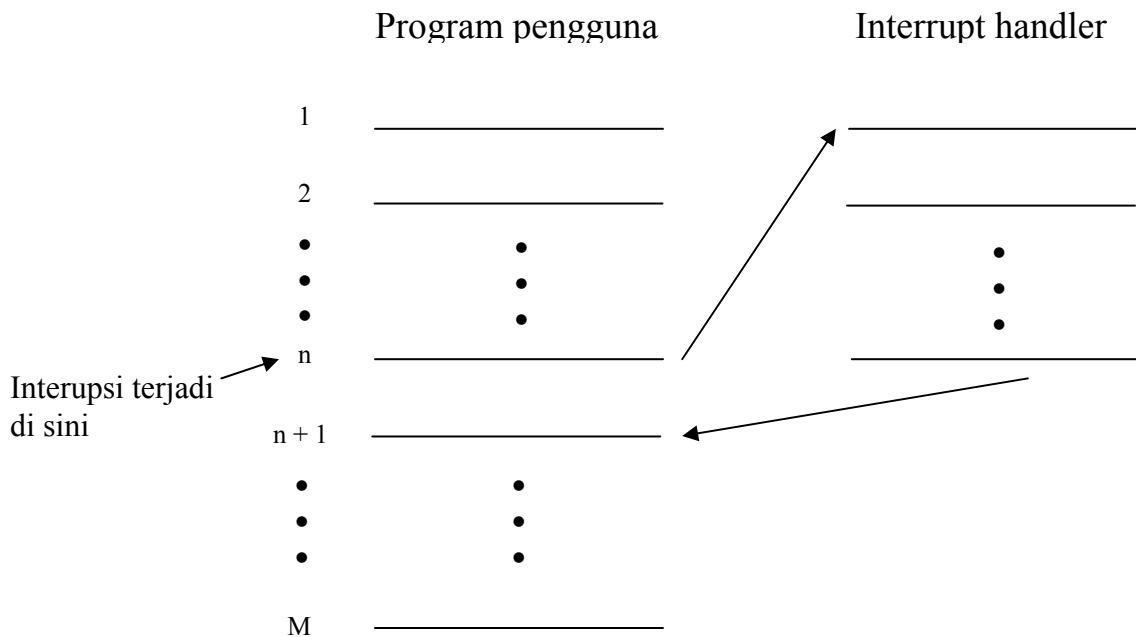 Program pengguna
Interrupt handler
1
2
n
Interupsi terjadi
di sini
n + 1
M